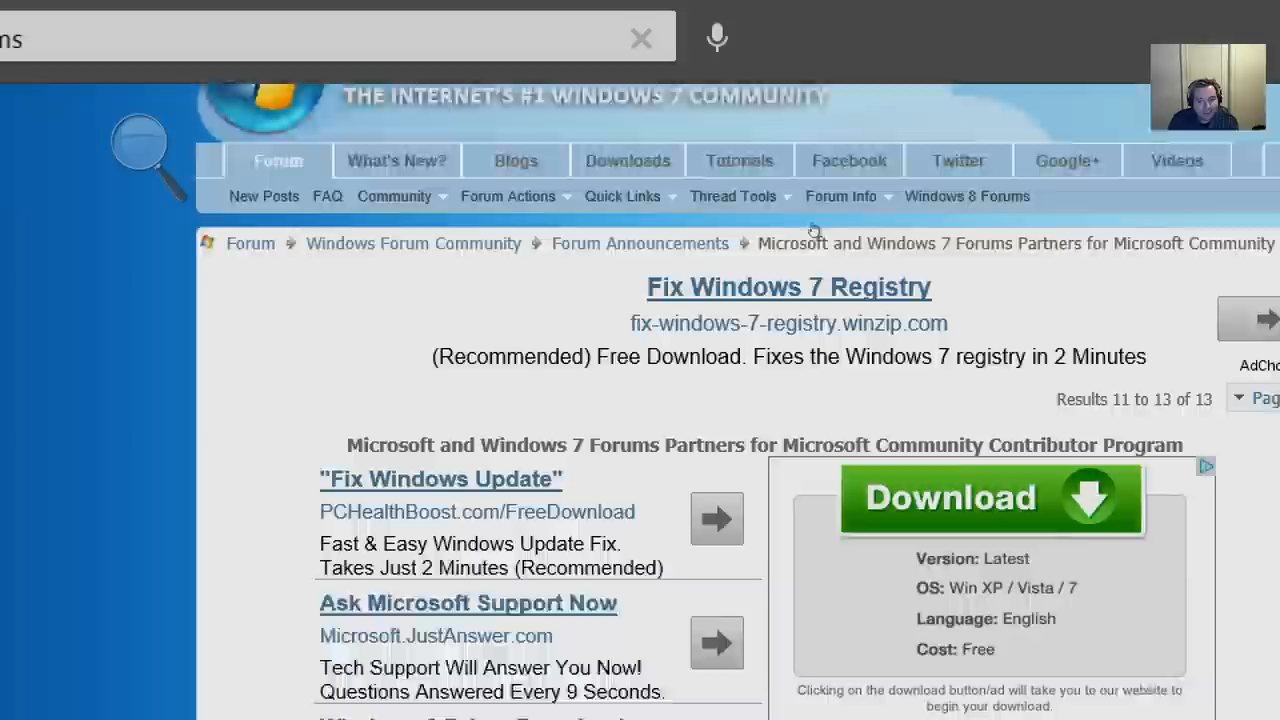 ms
THE INTERNET'S #1 WINDOWS 7 COMMUNITY
Forum What's New? Blogs Downloads Tutorials Facebook Twitter Google+ Videos
New Posts FAQ Community Forum Actions Quick Links Thread Tools Forum Info Windows 8 Forums
Forum Windows Forum Community Forum Announcements Microsoft and Windows 7 Forums Partners for Microsoft Community
Fix Windows 7 Registry
fix-windows-7-registry.winzip.com
(Recommended) Free Download. Fixes the Windows 7 registry in 2 Minutes
AdCho
Results 11 to 13 of 13 Pag
Microsoft and Windows 7 Forums Partners for Microsoft Community Contributor Program
"Fix Windows Update"
PCHealthBoost.com/FreeDownload
Fast & Easy Windows Update Fix.
Takes Just 2 Minutes (Recommended)
Ask Microsoft Support Now
Microsoft.JustAnswer.com
Tech Support Will Answer You Now!
Questions Answered Every 9 Seconds.
Download
Version: Latest
OS: Win XP / Vista / 7
Language: English
Cost: Free
Clicking on the download button/ad will take you to our website to
begin your download.